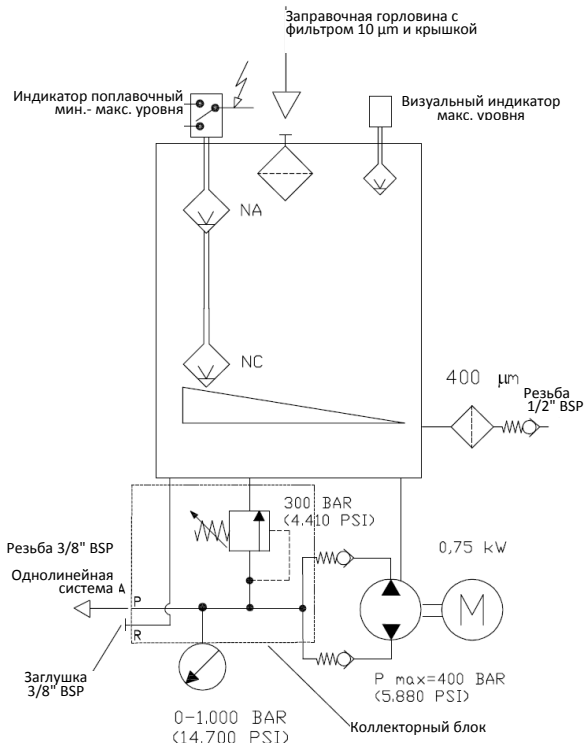 Заправочная горловина с
фильтром 10 μm и крышкой
Индикатор поплавочный
мин.- макс. уровня
Визуальный индикатор
макс. уровня
NA
NC
400 μm
Резьба
1/2" BSP
300 BAR
(4.410 PSI)
0,75 kW
Резьба 3/8" BSP
Однолинейная
система А
P
R
M
Заглушка
3/8" BSP
P max=400 BAR
(5.880 PSI)
0-1.000 BAR
(14.700 PSI)
Коллекторный блок